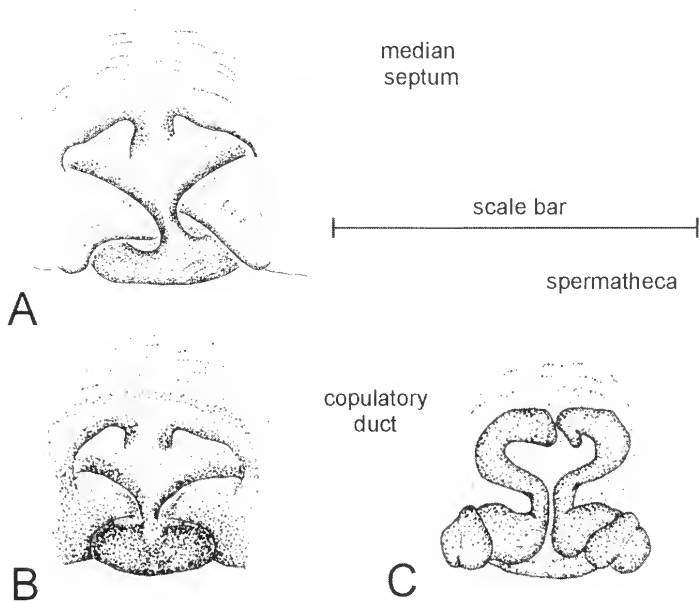 median
septum
scale bar
spermatheca
A
copulatory
duct
B
C